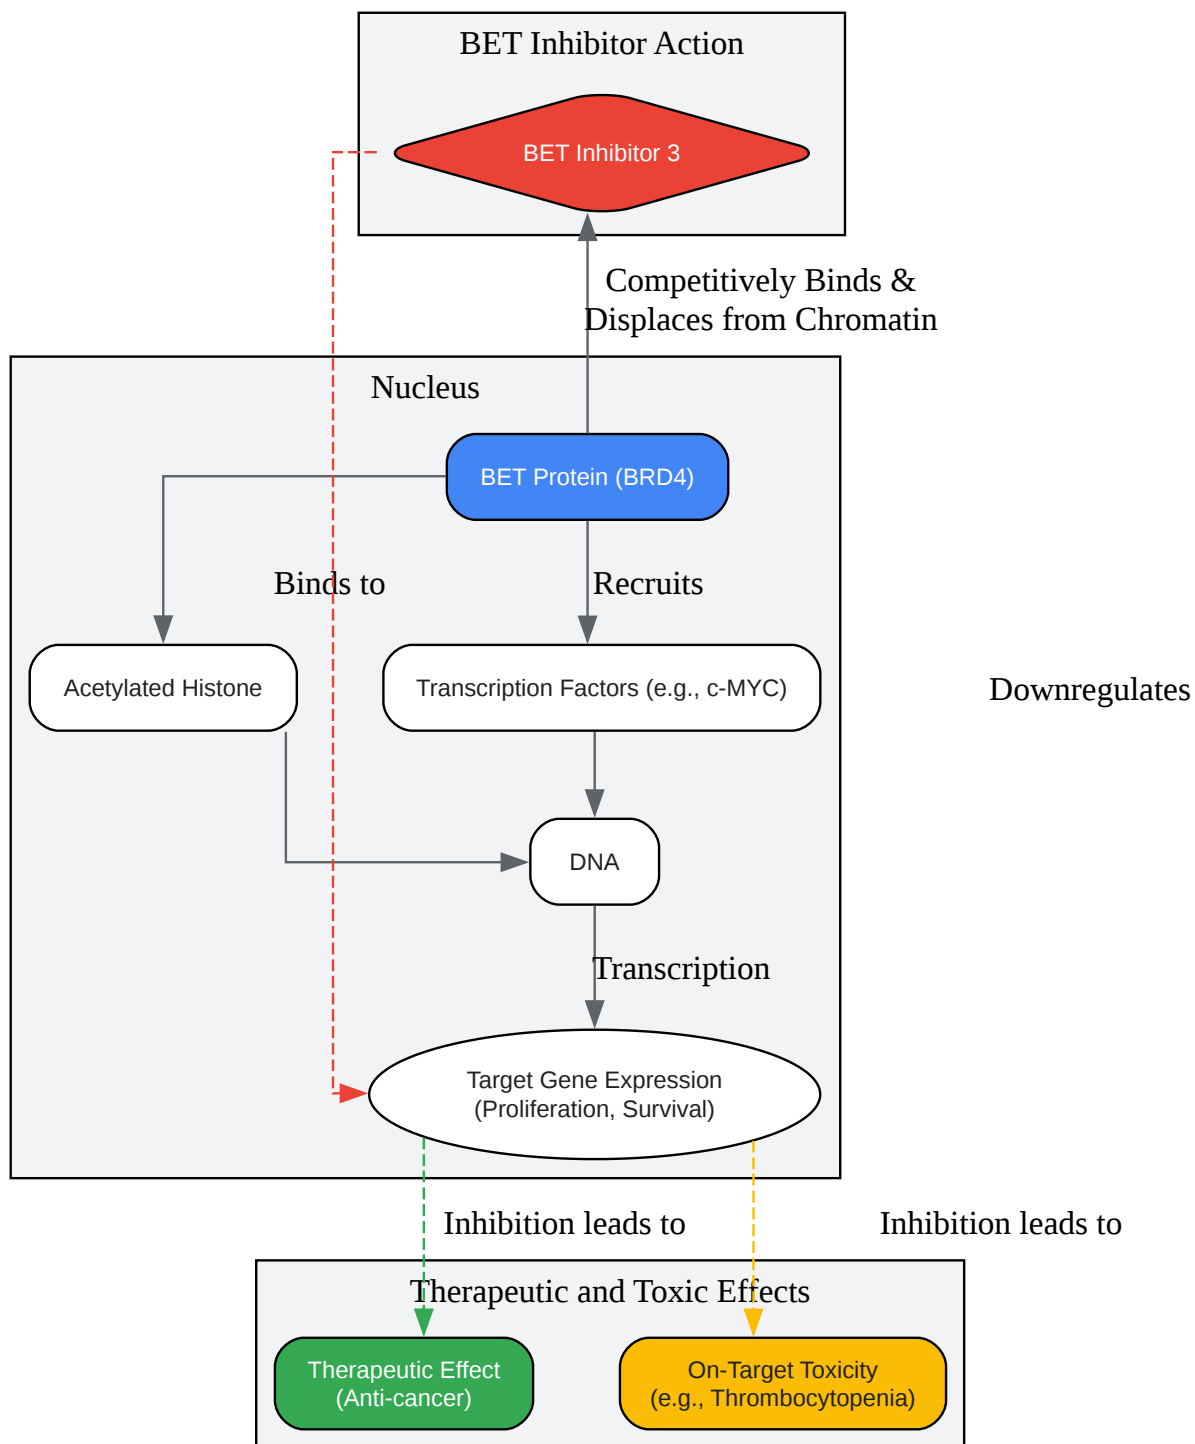 BET Inhibitor Action
BET Inhibitor 3
Competitively Binds &
Displaces from Chromatin
Nucleus
BET Protein (BRD4)
Binds to
Recruits
Acetylated Histone
Transcription Factors (e.g., c-MYC)
Downregulates
DNA
Transcription
Target Gene Expression
(Proliferation, Survival)
Inhibition leads to
Inhibition leads to
Therapeutic and Toxic Effects
Therapeutic Effect
(Anti-cancer)
On-Target Toxicity
(e.g., Thrombocytopenia)